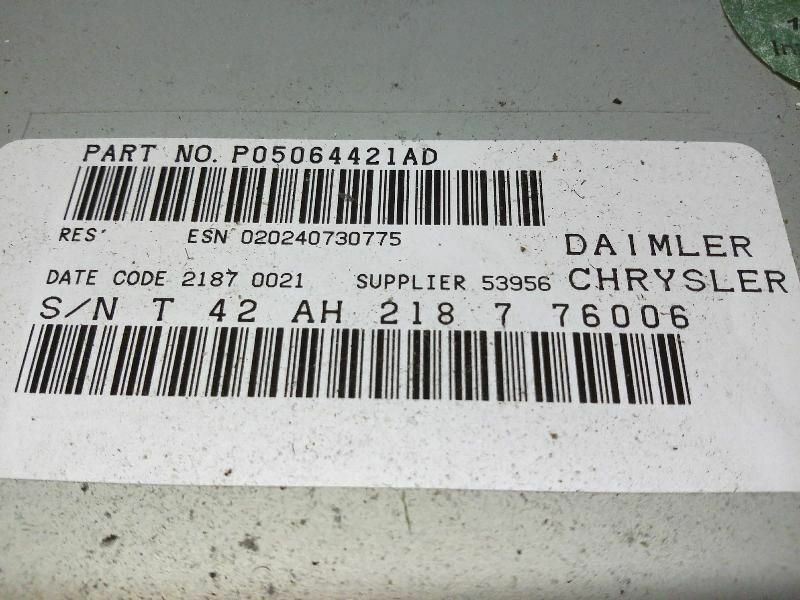 PART NO. P05064421AD
RES' ESN 020240730775
DAIMLER
DATE CODE 2187 0021 SUPPLIER 53956 CHRYSLER
S/N T 42 AH 218 7 76006